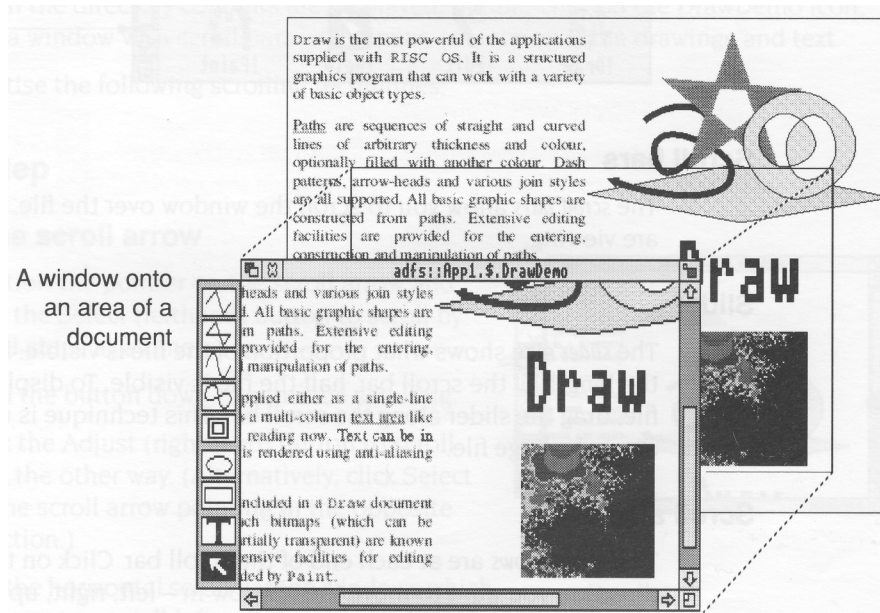 Draw is the most powerful of the applications
supplied with RISC OS. It is a structured
graphics program that can work with a variety
of basic object types.
Paths are sequences of straight and curved
lines of arbitrary thickness and colour,
optionally filled with another colour. Dash
patterns, arrow-heads and various join styles
are all supported. All basic graphic shapes are
constructed from paths. Extensive editing
facilities are provided for the entering,
construction and manipulation of paths.
A window onto
an area of a
document
adfs::App1.$.DrawDemo
heads and various join styles
d. All basic graphic shapes are
m paths. Extensive editing
provided for the entering,
d manipulation of paths.
pplied either as a single-line
s a multi-column text area like
reading now. Text can be in
is rendered using anti-aliasing
ncluded in a Draw document
ch bitmaps (which can be
rtially transparent) are known
ensive facilities for editing
ded by Paint.
Draw
raw
T